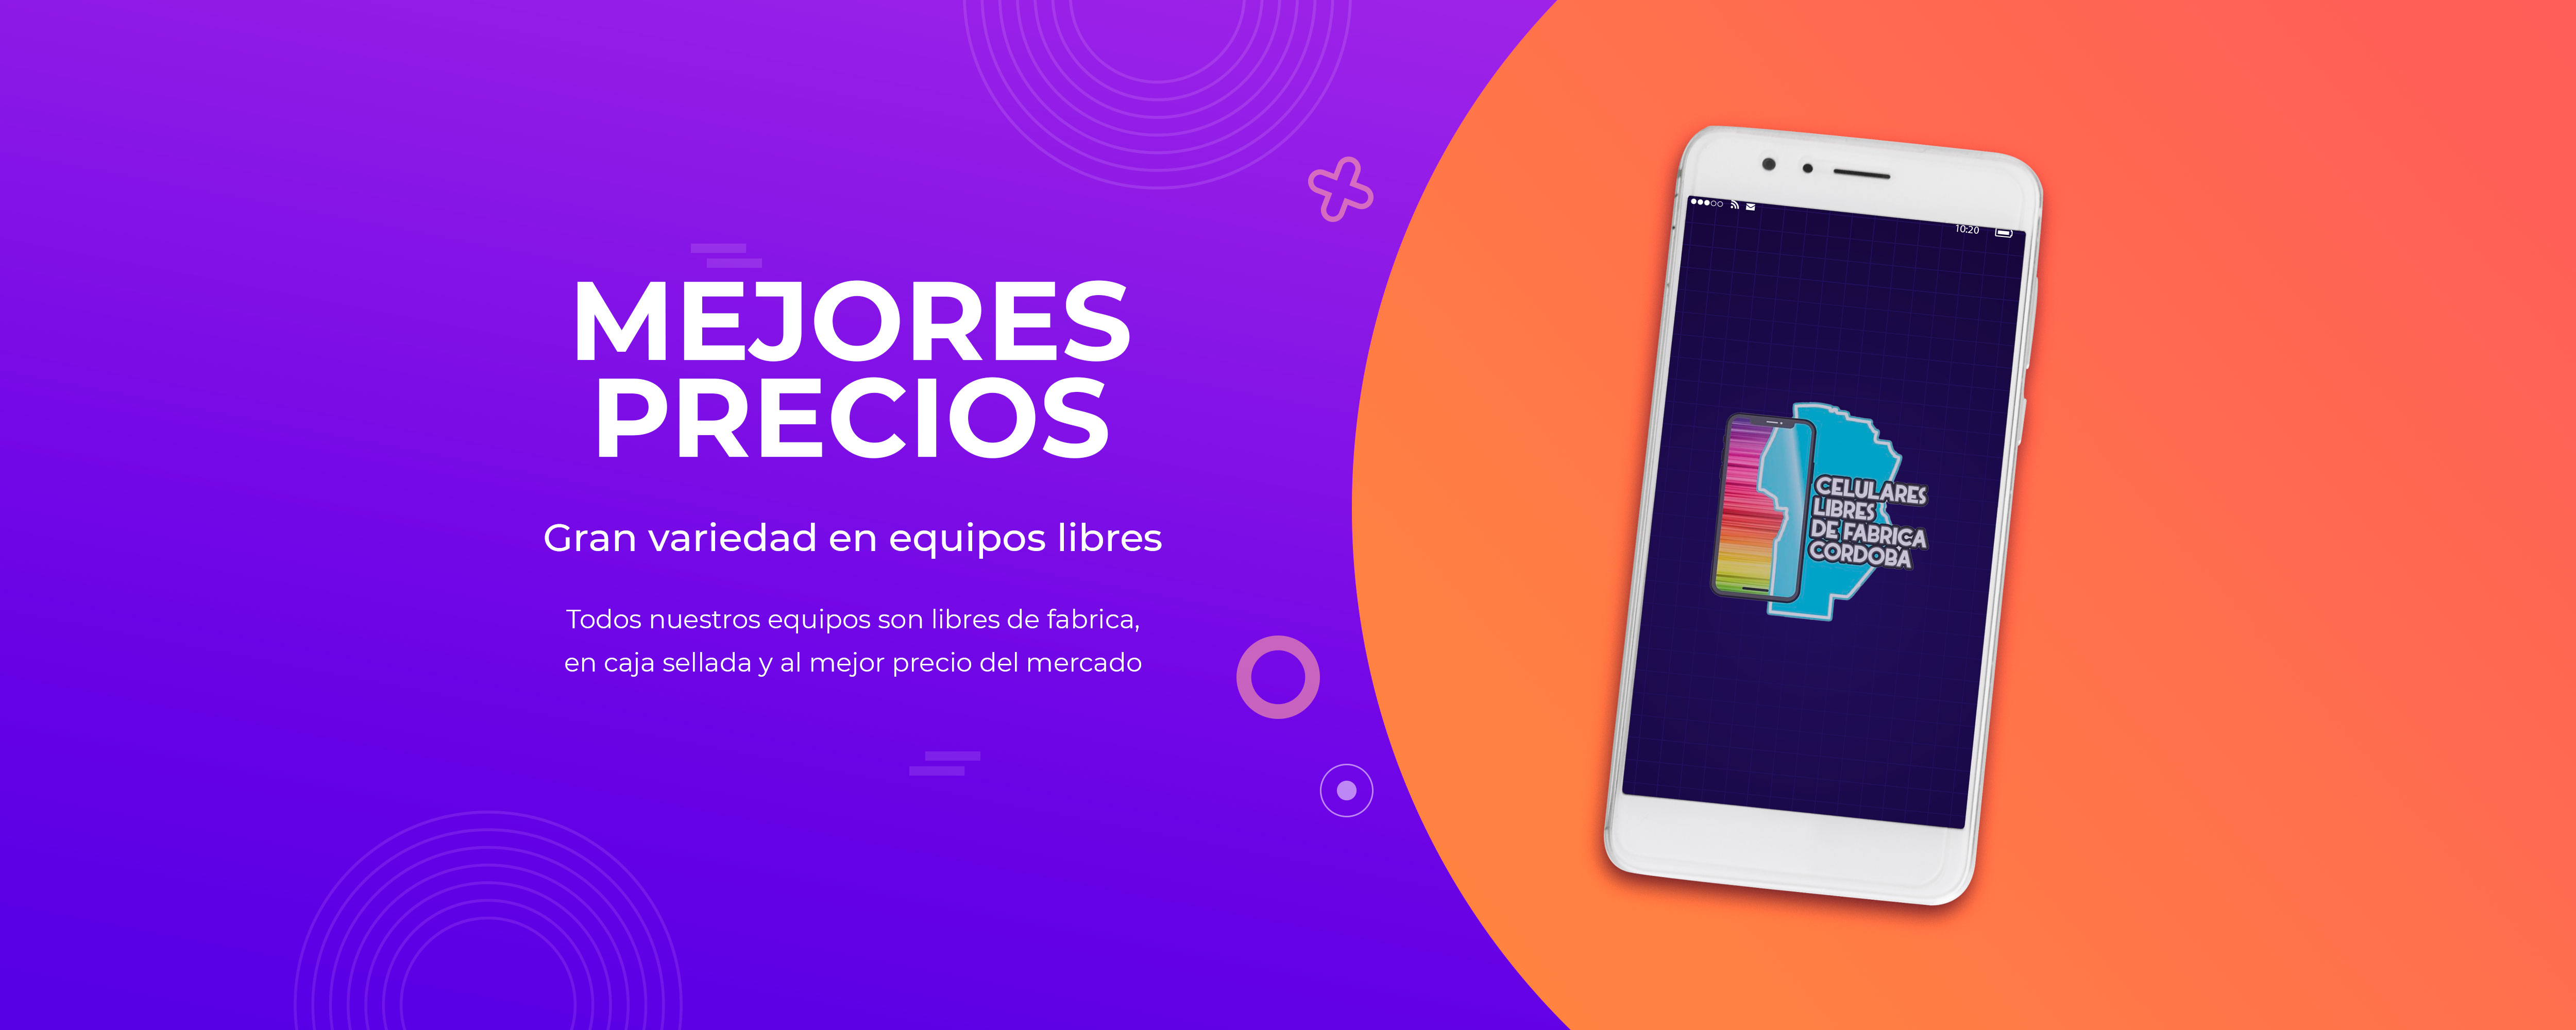 MEJORES
PRECIOS
Gran variedad en equipos libres
Todos nuestros equipos son libres de fabrica,
en caja sellada y al mejor precio del mercado
10:20
CELULARES
LIBRES
DE FABRICA
CORDOBA